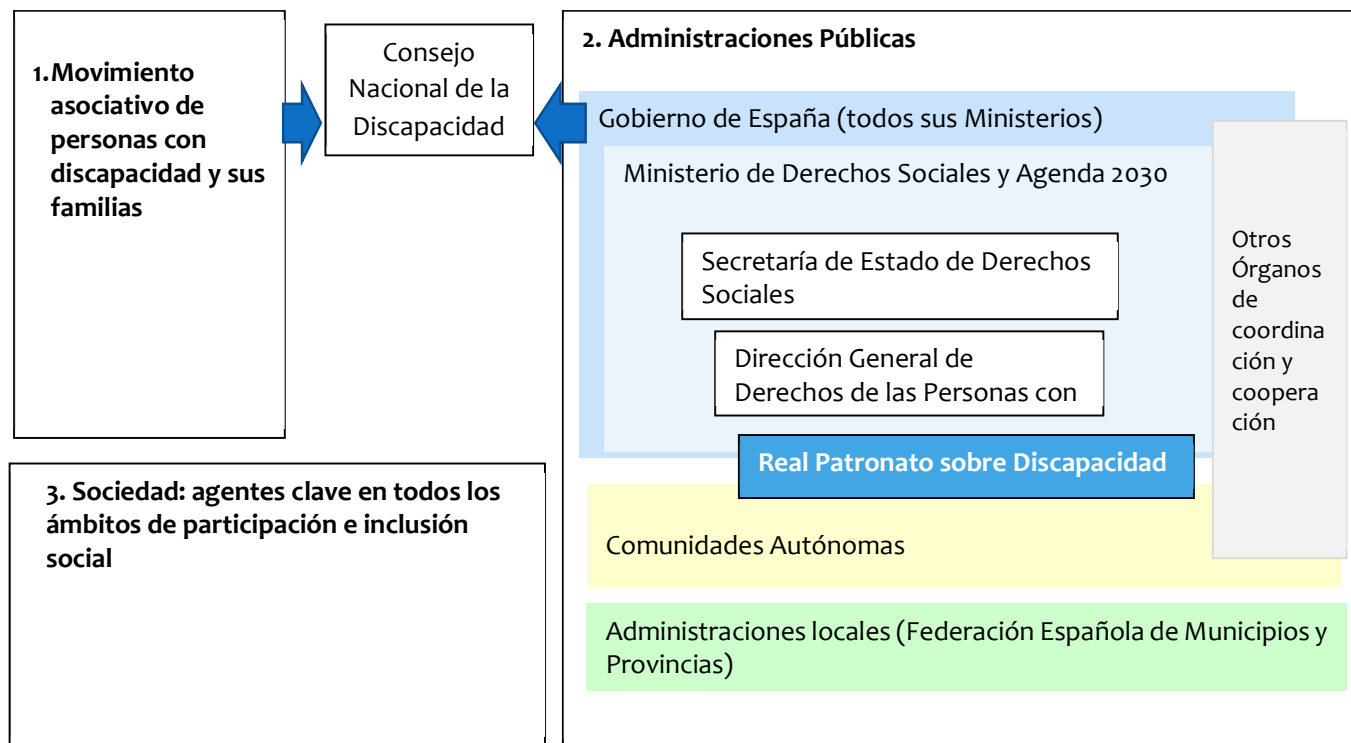 1. Movimiento
asociativo de
personas con
discapacidad y sus
familias
Consejo
Nacional de la
Discapacidad
2. Administraciones Públicas
Gobierno de España (todos sus Ministerios)
Ministerio de Derechos Sociales y Agenda 2030
Secretaría de Estado de Derechos
Sociales
Dirección General de
Derechos de las Personas con
Real Patronato sobre Discapacidad
Otros
Órganos
de
coordina
ción y
coopera
ción
Comunidades Autónomas
Administraciones locales (Federación Española de Municipios y
Provincias)
3. Sociedad: agentes clave en todos los
ámbitos de participación e inclusión
social